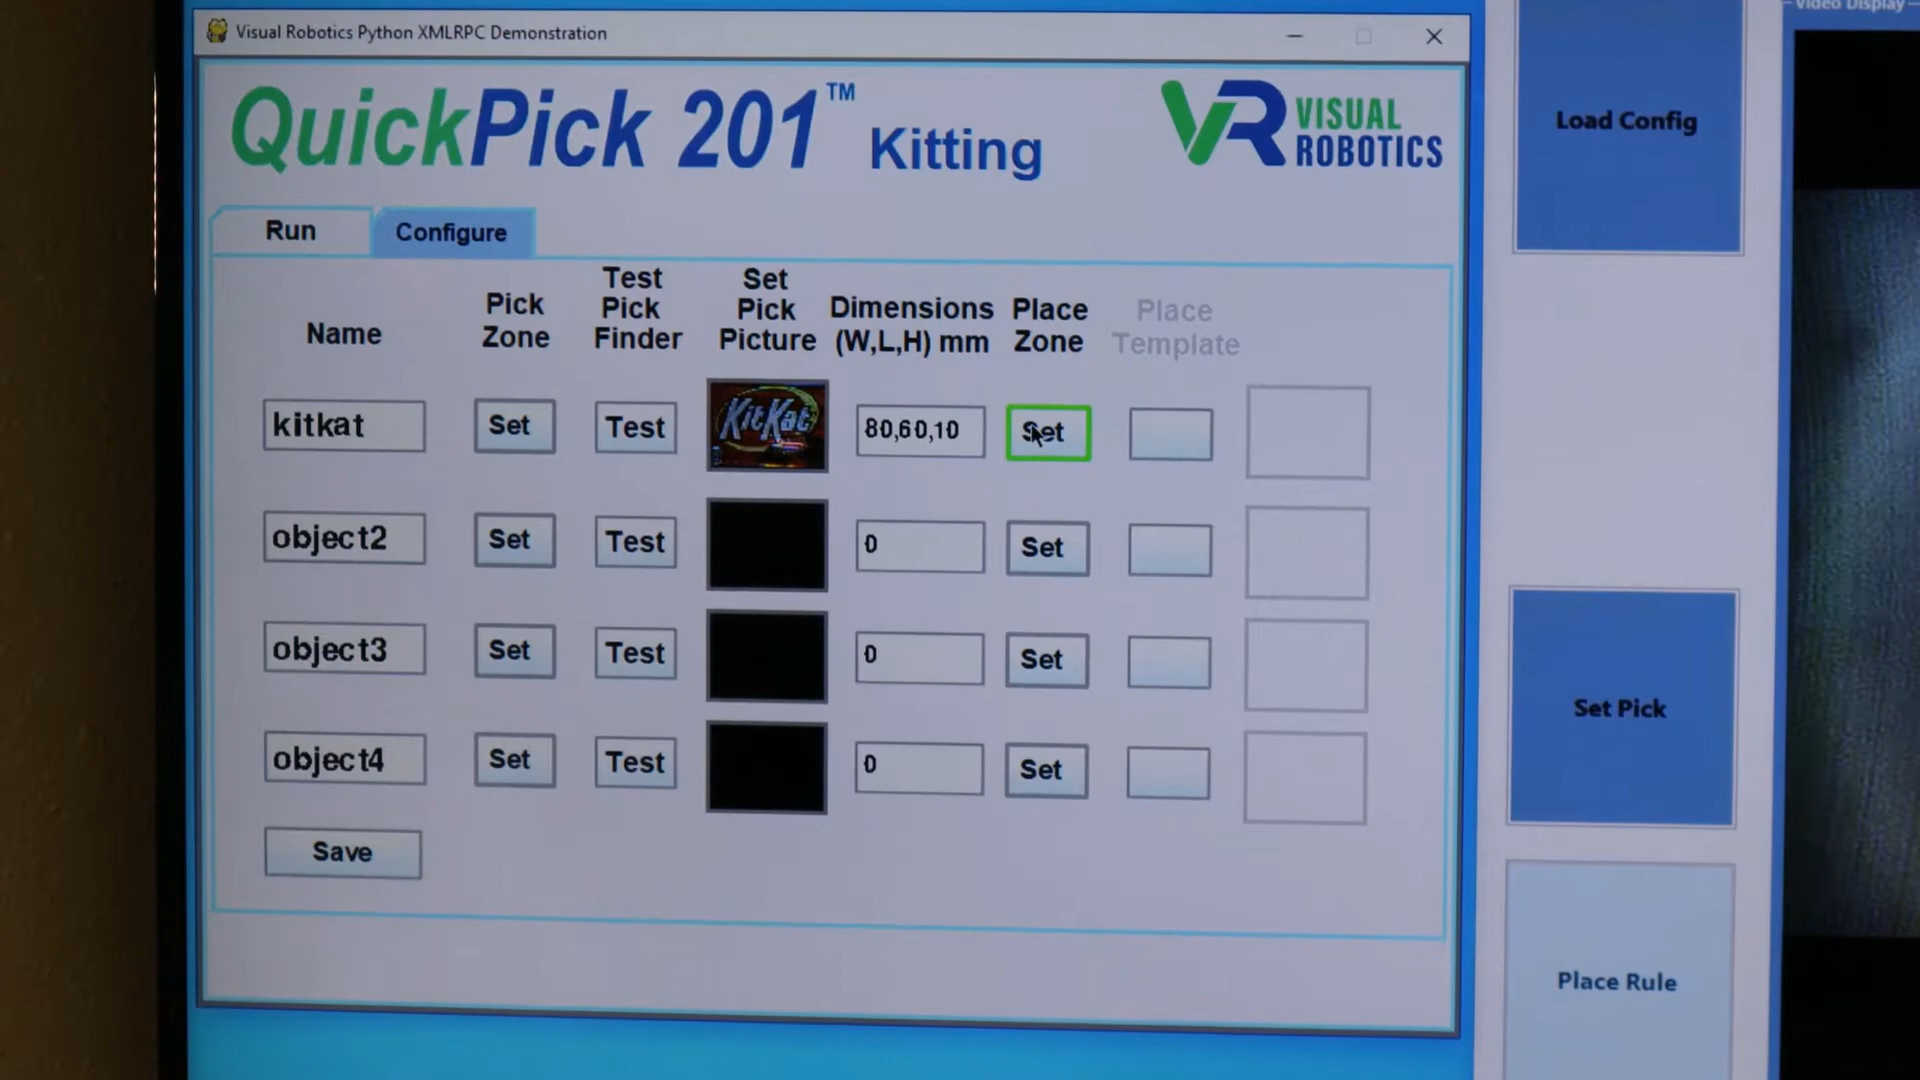 Visual Robotics Python XMLRPC Demonstration
QuickPick 201™ Kitting
VR VISUAL
ROBOTICS
Run
Configure
Name
Pick
Zone
Test
Pick
Finder
Set
Pick
Picture
Dimensions
(W,L,H) mm
Place
Zone
Place
Template
kitkat
Set
Test
KitKat
80,60,10
Set
object2
Set
Test
0
Set
object3
Set
Test
0
Set
object4
Set
Test
0
Set
Save
Video Display
Load Config
Set Pick
Place Rule